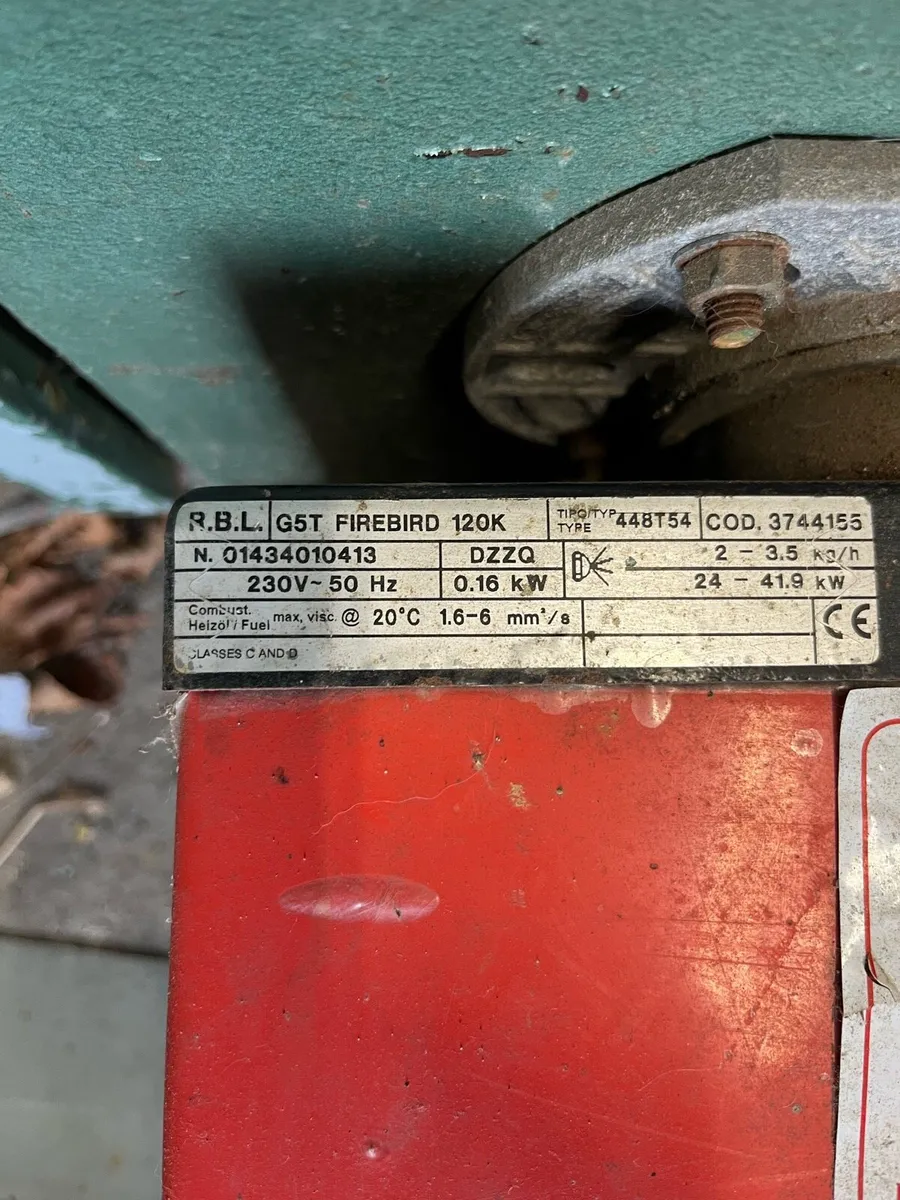 R.B.L. G5T FIREBIRD 120K TIPO/TYP TYPE 448T54 COD. 3744155
N. 01434010413 DZZQ 2 - 3.5 kg/h
230V~ 50 Hz 0.16 kW 24 - 41.9 kW
Combust. Heizöl / Fuel max, visc. @ 20°C 1.6-6 mm²/s CE
CLASSES C AND D